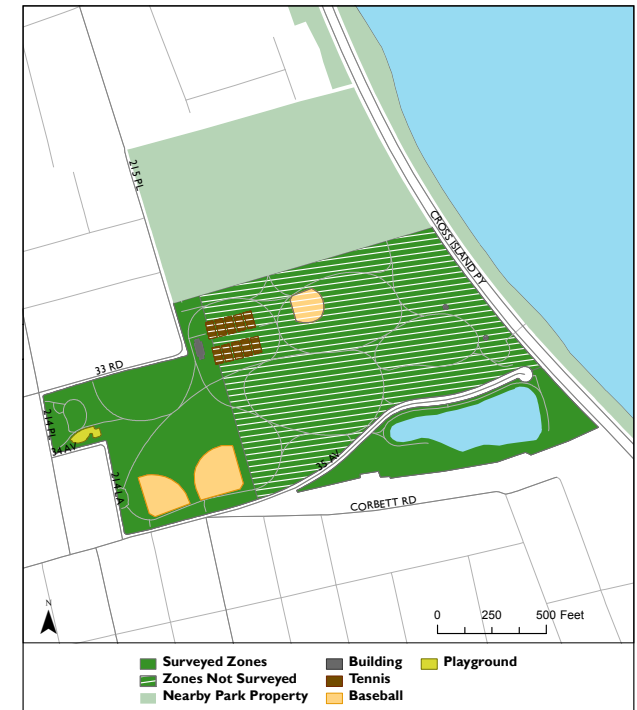 215 PL
CROSS ISLAND PY
33 RD
214 PL
34 AV
214 LA
35 AV
CORBETT RD
N
0 250 500 Feet
Surveyed Zones
Building
Playground
Zones Not Surveyed
Tennis
Nearby Park Property
Baseball